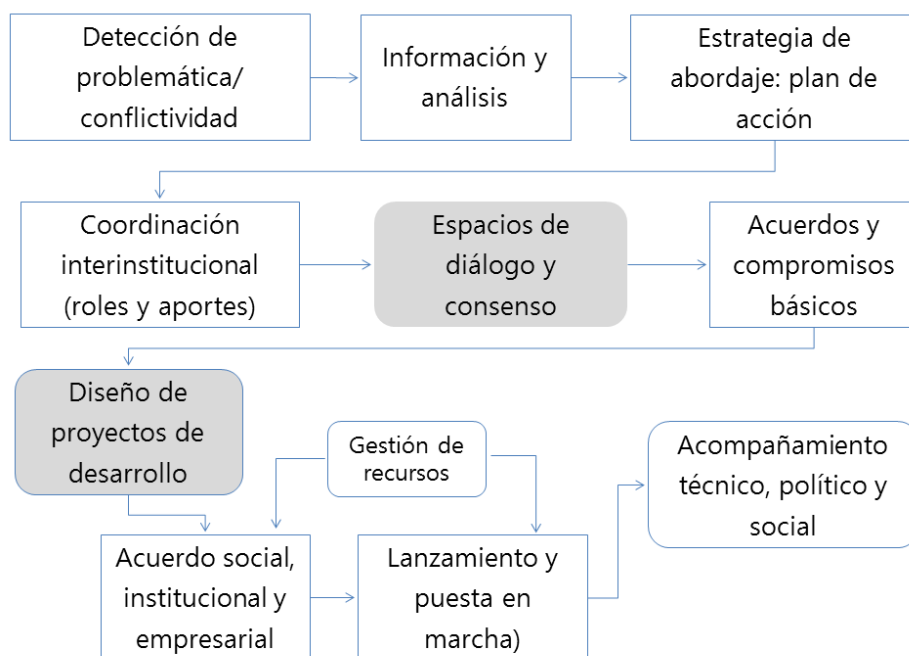 Detección de
problemática/
conflictividad
Información y
análisis
Estrategia de
abordaje: plan de
acción
Coordinación
interinstitucional
(roles y aportes)
Espacios de
diálogo y
consenso
Acuerdos y
compromisos
básicos
Diseño de
proyectos de
desarrollo
Gestión de
recursos
Acompañamiento
técnico, político y
social
Acuerdo social,
institucional y
empresarial
Lanzamiento y
puesta en
marcha)